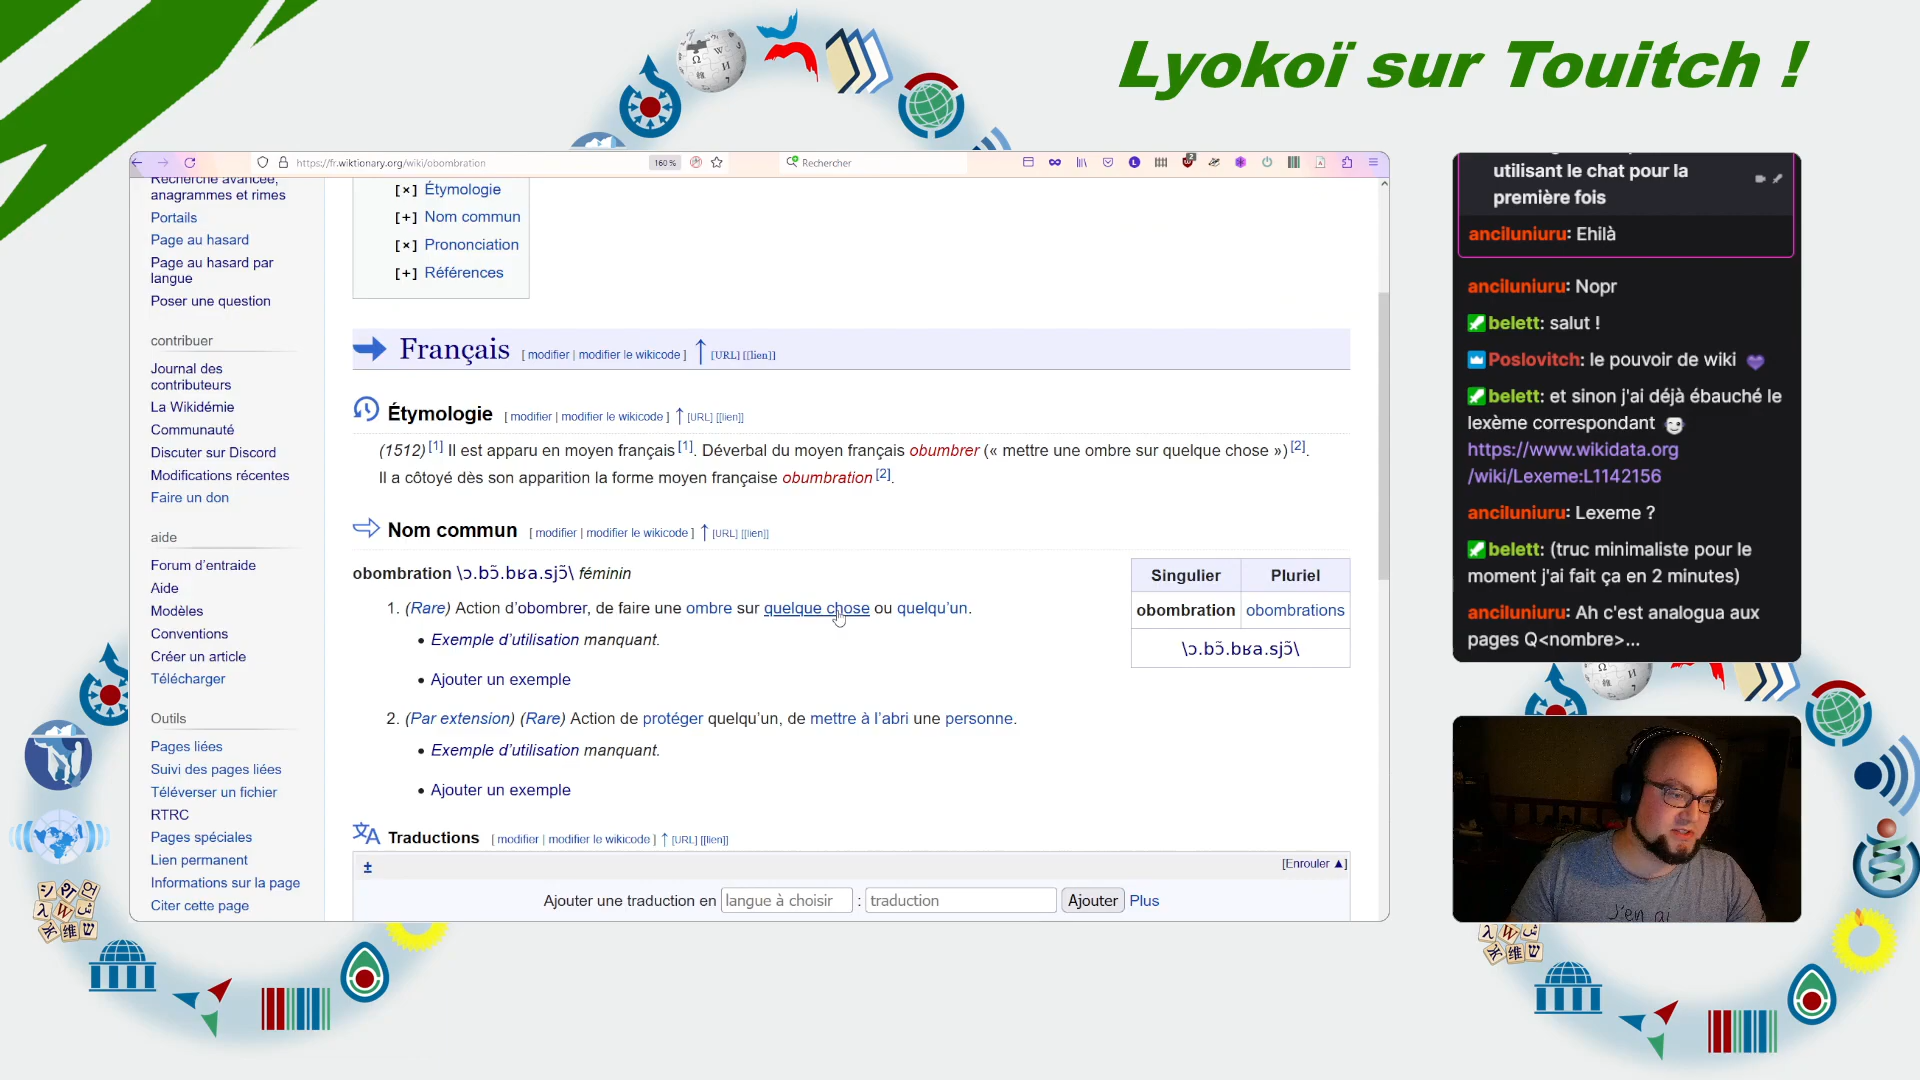 Lyokoï sur Touitch !
https://fr.wiktionary.org/wiki/obombration
160 %
Rechercher
Recherche avancée,
anagrammes et rimes
Portails
Page au hasard
Page au hasard par
langue
Poser une question
contribuer
Journal des
contributeurs
La Wikidémie
Communauté
Discuter sur Discord
Modifications récentes
Faire un don
aide
Forum d’entraide
Aide
Modèles
Conventions
Créer un article
Télécharger
Outils
Pages liées
Suivi des pages liées
Téléverser un fichier
RTRC
Pages spéciales
Lien permanent
Informations sur la page
Citer cette page
[×] Étymologie
[+] Nom commun
[×] Prononciation
[+] Références
Français [ modifier | modifier le wikicode ] ↑ [URL] [[lien]]
Étymologie [ modifier | modifier le wikicode ] ↑ [URL] [[lien]]
(1512)[1] Il est apparu en moyen français[1]. Déverbal du moyen français obumbrer (« mettre une ombre sur quelque chose »)[2].
Il a côtoyé dès son apparition la forme moyen française obumbration[2].
Nom commun [ modifier | modifier le wikicode ] ↑ [URL] [[lien]]
obombration \ɔ.bɔ̃.bʁa.sjɔ̃\ féminin
1. (Rare) Action d’obombrer, de faire une ombre sur quelque chose ou quelqu’un.
• Exemple d’utilisation manquant.
• Ajouter un exemple
2. (Par extension) (Rare) Action de protéger quelqu’un, de mettre à l’abri une personne.
• Exemple d’utilisation manquant.
• Ajouter un exemple
Singulier Pluriel
obombration obombrations
\ɔ.bɔ̃.bʁa.sjɔ̃\
Traductions [ modifier | modifier le wikicode ] ↑ [URL] [[lien]]
± [Enrouler ▲]
Ajouter une traduction en langue à choisir : traduction Ajouter Plus
utilisant le chat pour la
première fois
anciluniuru: Ehilà
anciluniuru: Nopr
belett: salut !
Poslovitch: le pouvoir de wiki
belett: et sinon j'ai déjà ébauché le
lexème correspondant
https://www.wikidata.org
/wiki/Lexeme:L1142156
anciluniuru: Lexeme ?
belett: (truc minimaliste pour le
moment j'ai fait ça en 2 minutes)
anciluniuru: Ah c'est analogua aux
pages Q<nombre>...
J'en ai